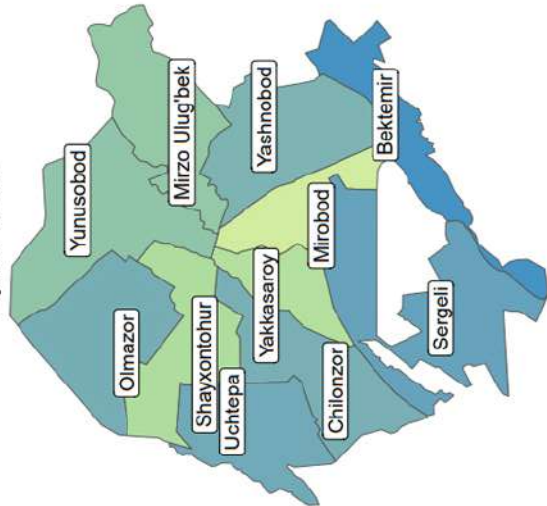 Yunusobod
Olmazor
Mirzo Ulug'bek
Shayxontohur
Uchtepa
Yakkasaroy
Yashnobod
Mirobod
Chilonzor
Bektemir
Sergeli